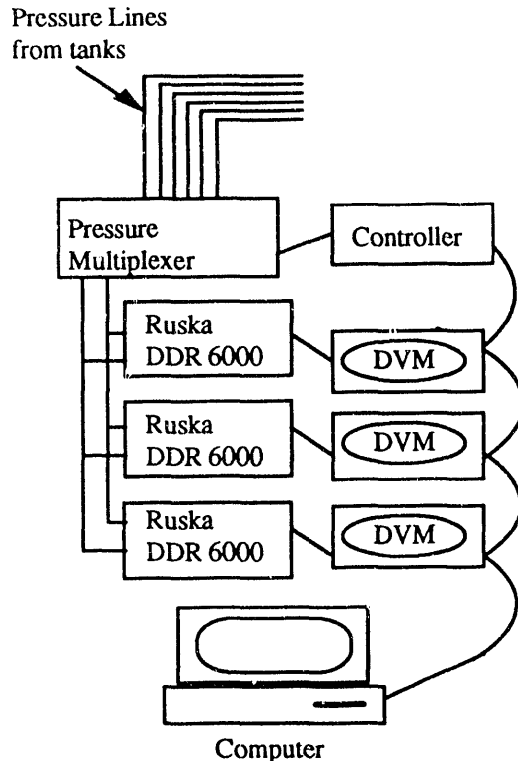 Pressure Lines
from tanks
Pressure
Multiplexer
Controller
Ruska
DDR 6000
DVM
Ruska
DDR 6000
DVM
Ruska
DDR 6000
DVM
Computer